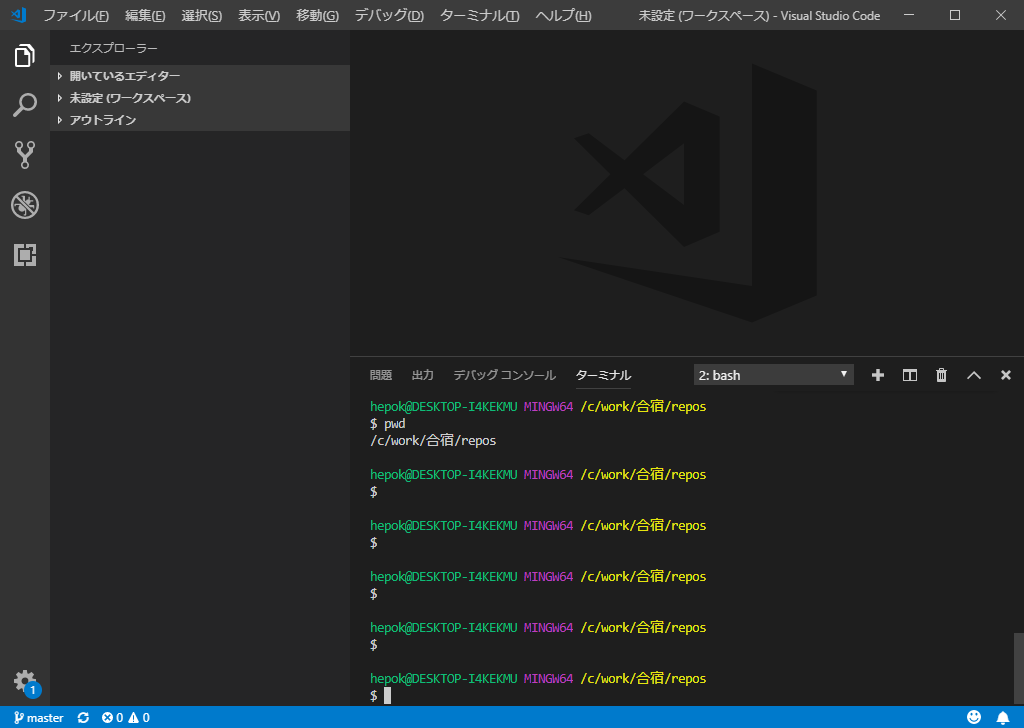 ファイル(F) 編集(E) 選択(S) 表示(V) 移動(G) デバッグ(D) ターミナル(T) ヘルプ(H) 未設定 (ワークスペース) - Visual Studio Code
エクスプローラー
開いているエディター
未設定 (ワークスペース)
アウトライン
問題 出力 デバッグ コンソール ターミナル 2: bash
hepok@DESKTOP-I4KEKMU MINGW64 /c/work/合宿/repos
$ pwd
/c/work/合宿/repos
hepok@DESKTOP-I4KEKMU MINGW64 /c/work/合宿/repos
$
hepok@DESKTOP-I4KEKMU MINGW64 /c/work/合宿/repos
$
hepok@DESKTOP-I4KEKMU MINGW64 /c/work/合宿/repos
$
hepok@DESKTOP-I4KEKMU MINGW64 /c/work/合宿/repos
$
hepok@DESKTOP-I4KEKMU MINGW64 /c/work/合宿/repos
$
1
master 0 0